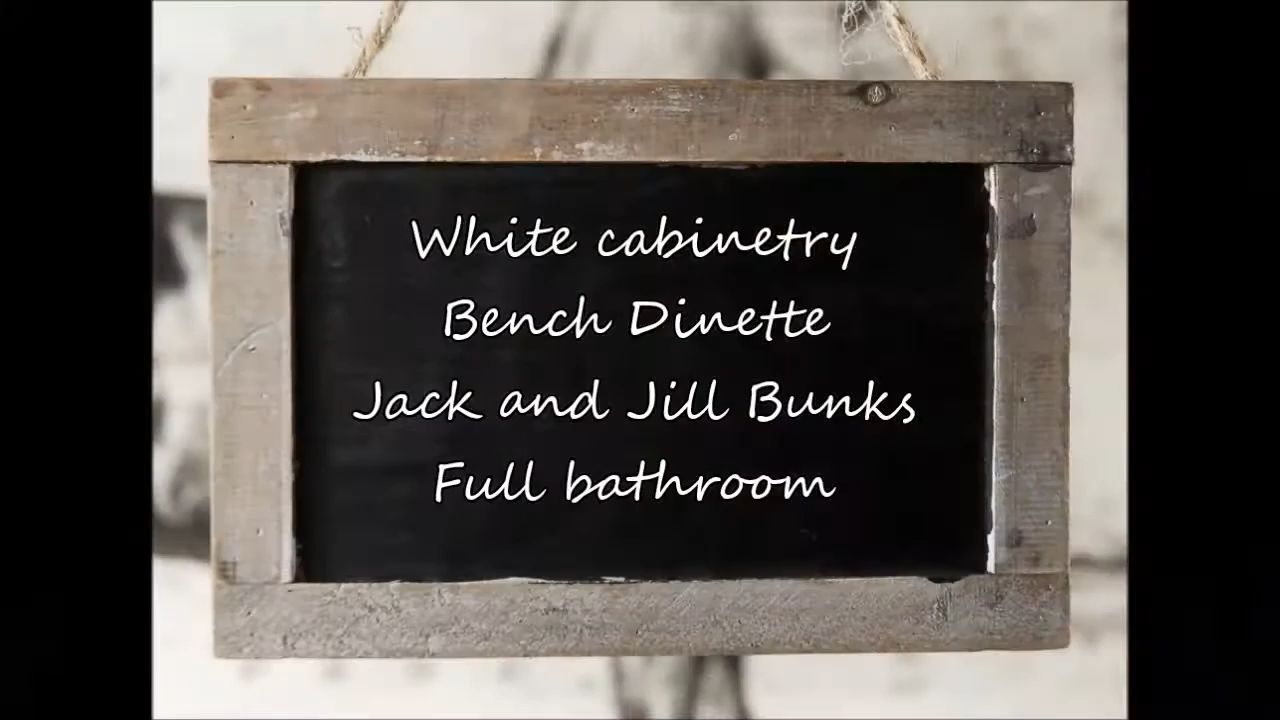 White cabinetry
Bench Dinette
Jack and Jill Bunks
Full bathroom